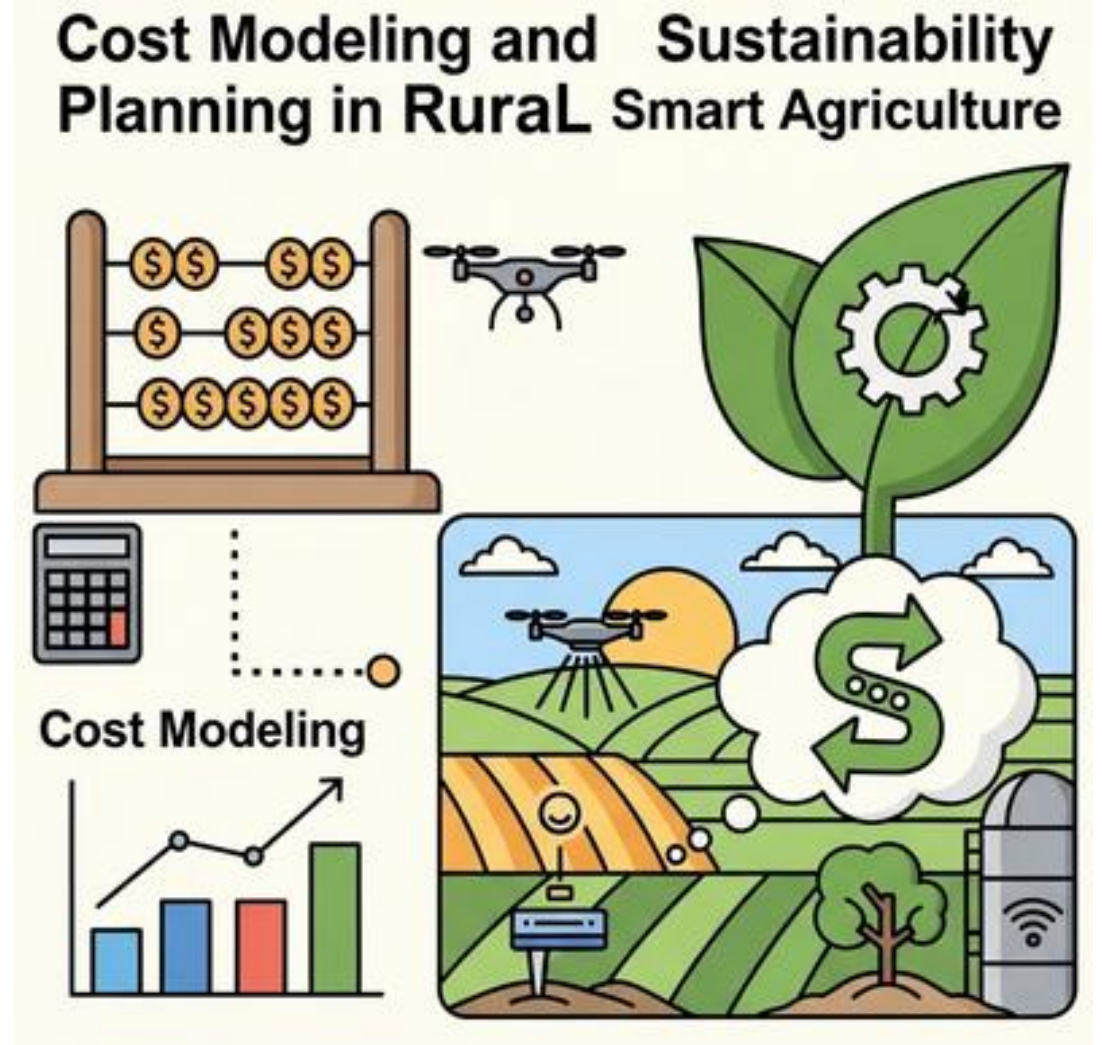 Cost Modeling and Sustainability
Planning in RuraL Smart Agriculture
$ $ $ $
$ $ $ $
$ $ $ $ $
Cost Modeling